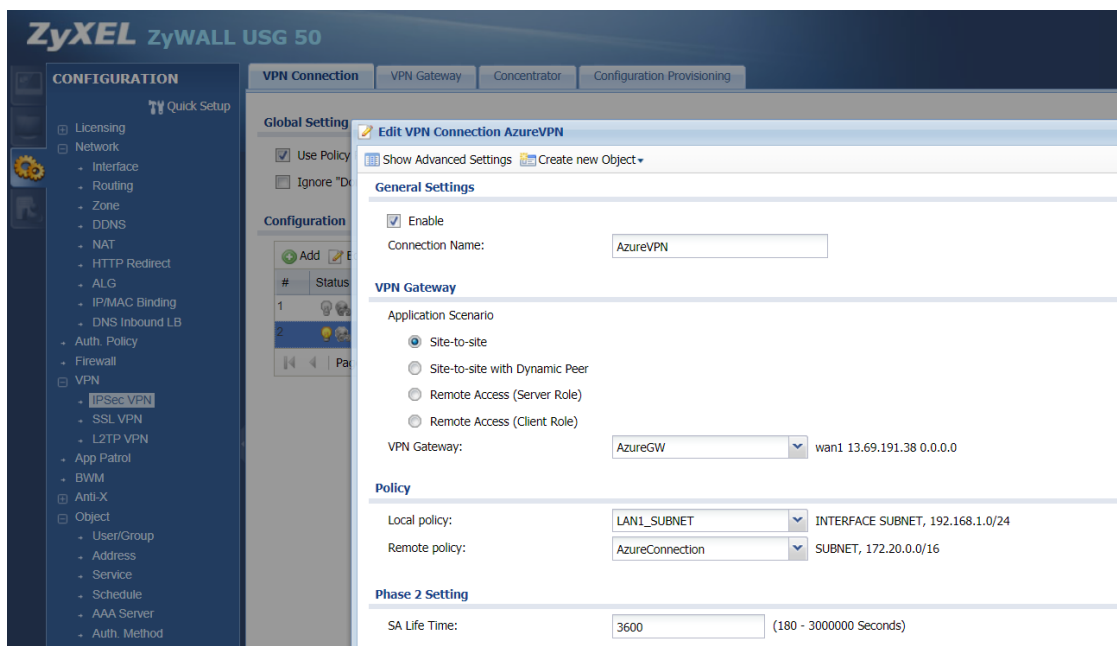 ZyXEL ZyWALL USG 50
CONFIGURATION
Quick Setup
Licensing
Network
Interface
Routing
Zone
DDNS
NAT
HTTP Redirect
ALG
IP/MAC Binding
DNS Inbound LB
Auth. Policy
Firewall
VPN
IPSec VPN
SSL VPN
L2TP VPN
App Patrol
BWM
Anti-X
Object
User/Group
Address
Service
Schedule
AAA Server
Auth. Method
VPN Connection VPN Gateway Concentrator Configuration Provisioning
Global Setting
Use Policy
Ignore
Configuration
Add
# Status
1
2
Edit VPN Connection AzureVPN
Show Advanced Settings Create new Object
General Settings
Enable
Connection Name: AzureVPN
VPN Gateway
Application Scenario
Site-to-site
Site-to-site with Dynamic Peer
Remote Access (Server Role)
Remote Access (Client Role)
VPN Gateway: AzureGW wan1 13.69.191.38 0.0.0.0
Policy
Local policy: LAN1_SUBNET INTERFACE SUBNET, 192.168.1.0/24
Remote policy: AzureConnection SUBNET, 172.20.0.0/16
Phase 2 Setting
SA Life Time: 3600 (180 - 3000000 Seconds)